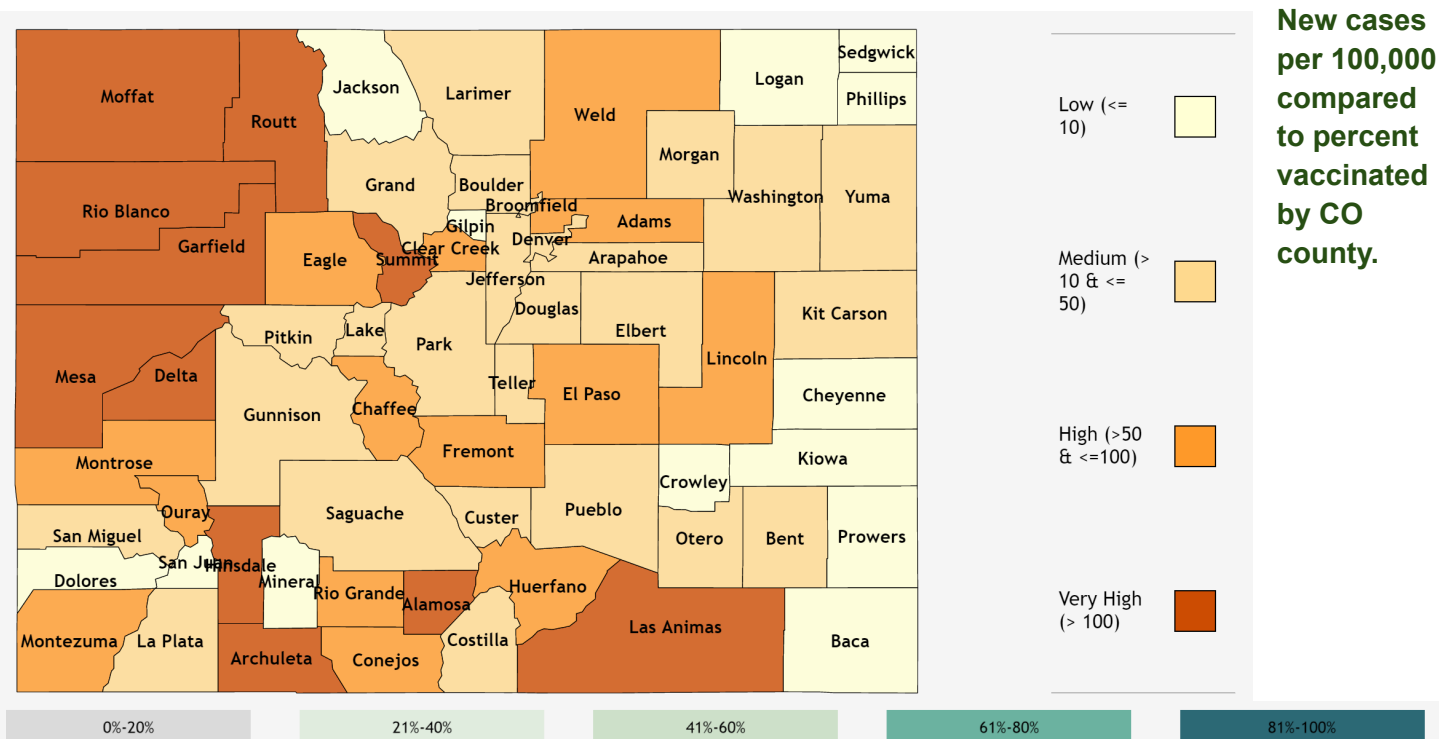 New cases
per 100,000
compared
to percent
vaccinated
by CO
county.
Moffat
Routt
Jackson
Larimer
Weld
Logan
Sedgwick
Phillips
Morgan
Washington
Yuma
Rio Blanco
Garfield
Grand
Boulder
Broomfield
Gilpin
Clear Creek
Denver
Adams
Arapahoe
Eagle
Summit
Jefferson
Douglas
Elbert
Kit Carson
Pitkin
Lake
Park
Lincoln
Mesa
Delta
Teller
El Paso
Cheyenne
Gunnison
Chaffee
Fremont
Kiowa
Montrose
Crowley
Ouray
Saguache
Custer
Pueblo
Otero
Bent
Prowers
San Miguel
San Juan
Hinsdale
Dolores
Mineral
Rio Grande
Alamosa
Huerfano
Las Animas
Baca
Montezuma
La Plata
Archuleta
Conejos
Costilla
Low (<=
10)
Medium (>
10 & <=
50)
High (>50
& <=100)
Very High
(> 100)
0%-20%
21%-40%
41%-60%
61%-80%
81%-100%